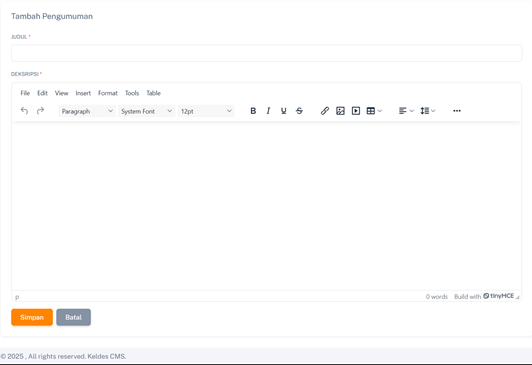 Tambah Pengumuman
JUDUL *
DEKSRIPSI *
File Edit View Insert Format Tools Table
Paragraph System Font 12pt B I U S ...
p 0 words Build with tinyMCE
Simpan Batal
© 2025 , All rights reserved. Keldes CMS.